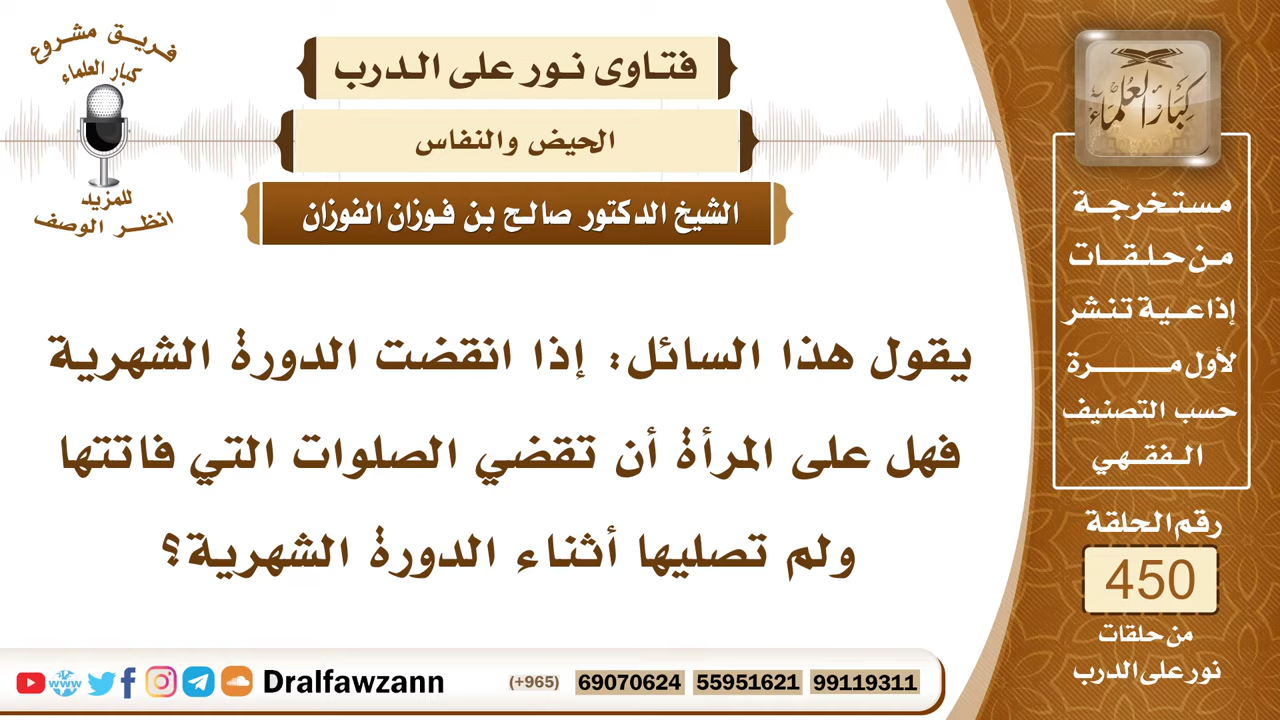 فريق مشروع
كبار العلماء
للمزيد
انظر الوصف
فتاوى نور على الدرب
الحيض والنفاس
الشيخ الدكتور صالح بن فوزان الفوزان
يقول هذا السائل: إذا انقضت الدورة الشهرية
فهل على المرأة أن تقضي الصلوات التي فاتتها
ولم تصليها أثناء الدورة الشهرية؟
كبار العلماء
مستخرجة
من حلقات
إذاعية تنشر
لأول مرة
حسب التصنيف
الفقهي
رقم الحلقة
450
من حلقات
نور على الدرب
www Dralfawzann (+965) 69070624 55951621 99119311